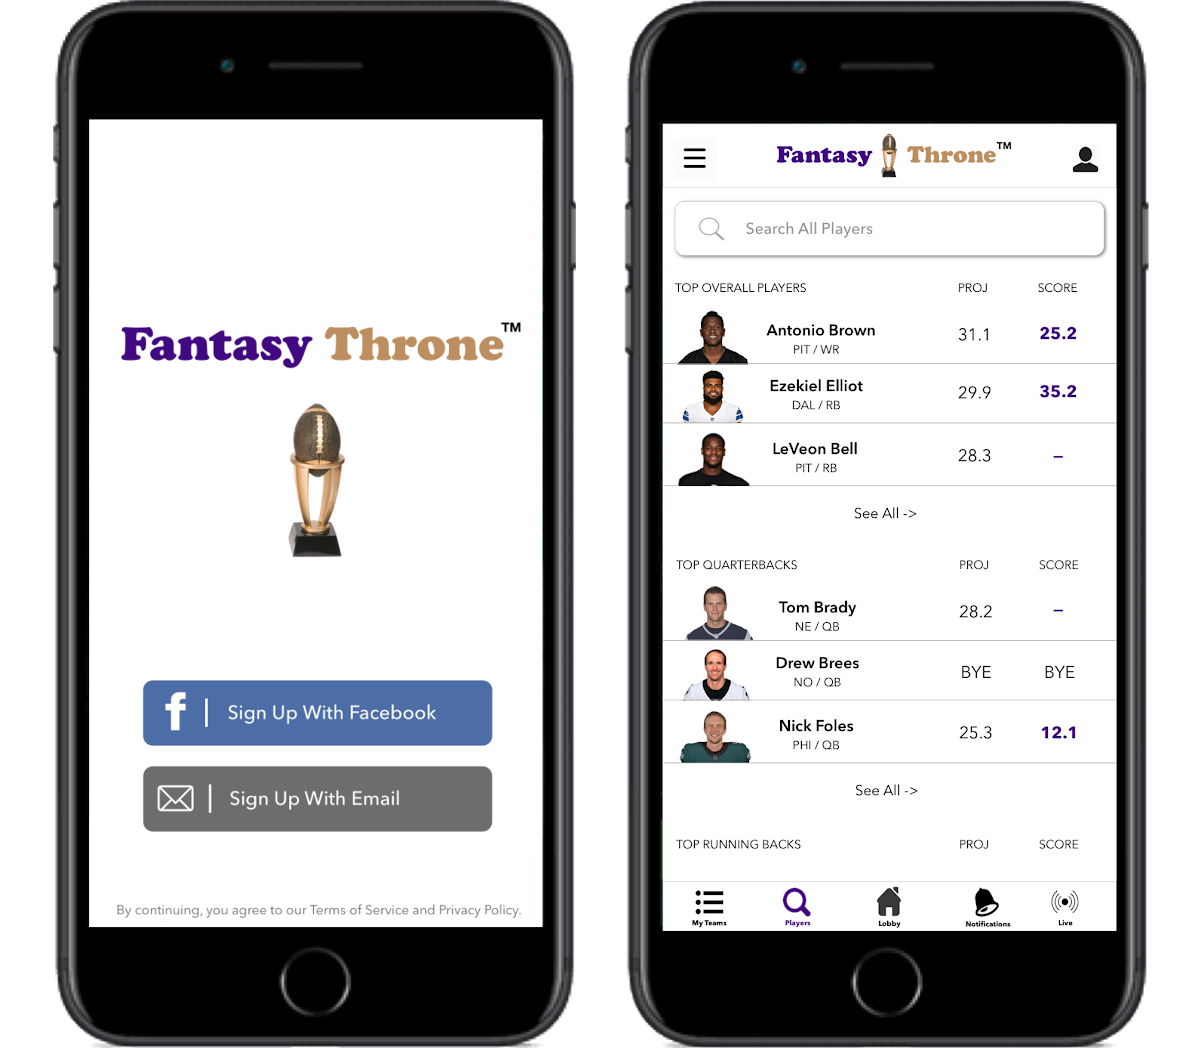 Fantasy Throne™
f | Sign Up With Facebook
| Sign Up With Email
By continuing, you agree to our Terms of Service and Privacy Policy.
Fantasy Throne™
Search All Players
TOP OVERALL PLAYERS PROJ SCORE
Antonio Brown 31.1 25.2
PIT / WR
Ezekiel Elliot 29.9 35.2
DAL / RB
LeVeon Bell 28.3 –
PIT / RB
See All ->
TOP QUARTERBACKS PROJ SCORE
Tom Brady 28.2 –
NE / QB
Drew Brees BYE BYE
NO / QB
Nick Foles 25.3 12.1
PHI / QB
See All ->
TOP RUNNING BACKS PROJ SCORE
My Teams Players Lobby Notifications Live